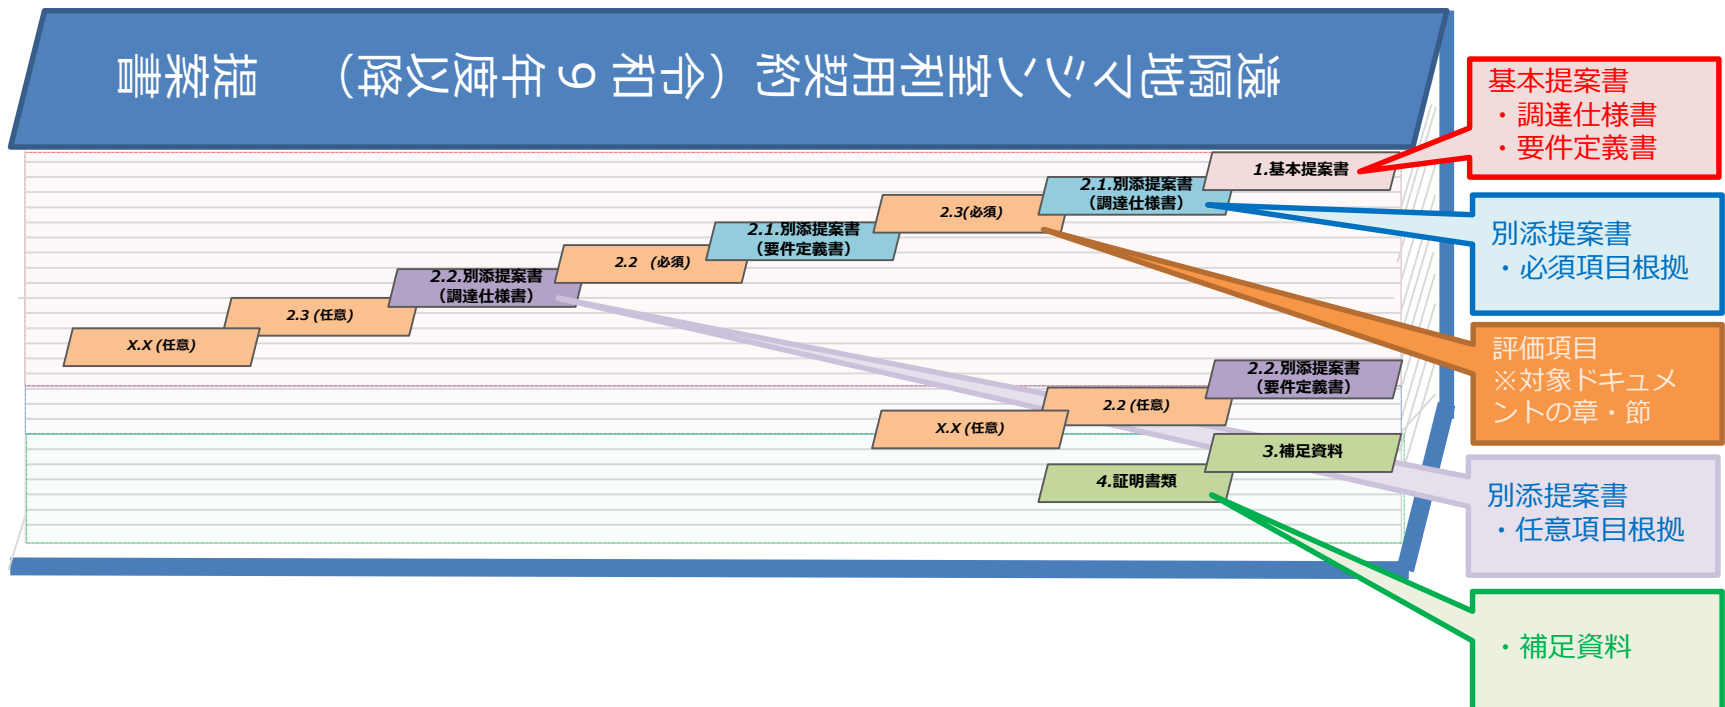 遠隔地マシン室利用契約（令和９年度以降）　提案書
1.基本提案書
2.1.別添提案書
（調達仕様書）
2.3(必須)
2.1.別添提案書
（要件定義書）
2.2 （必須）
2.2.別添提案書
（調達仕様書）
2.3 (任意)
X.X (任意)
2.2.別添提案書
（要件定義書）
2.2 (任意)
X.X (任意)
3.補足資料
4.証明書類
基本提案書
・調達仕様書
・要件定義書
別添提案書
・必須項目根拠
評価項目
※対象ドキュメ
ントの章・節
別添提案書
・任意項目根拠
・補足資料